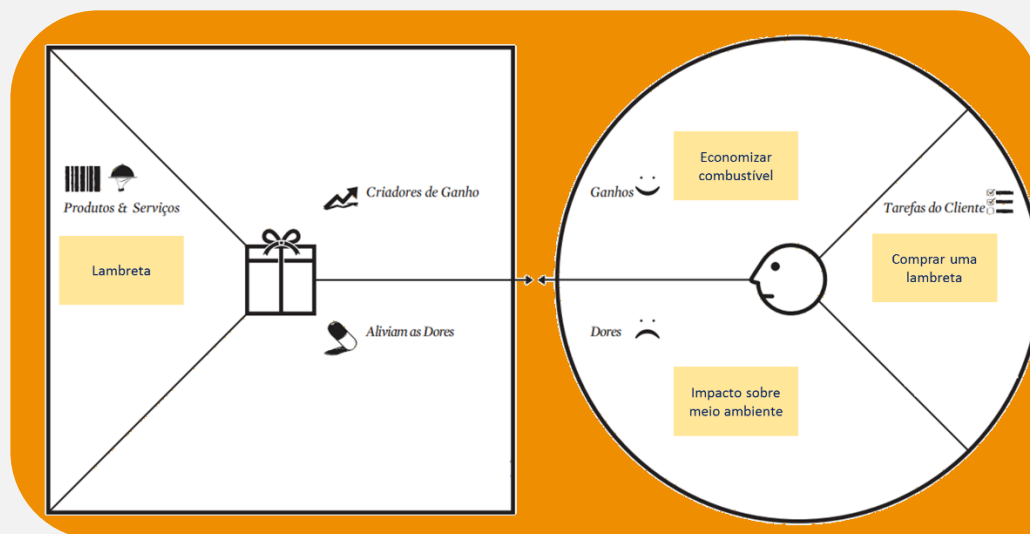 Produtos & Serviços
Lambreta
Criadores de Ganho
Aliviam as Dores
Ganhos
Economizar
combustível
Tarefas do Cliente
Comprar uma
lambreta
Dores
Impacto sobre
meio ambiente